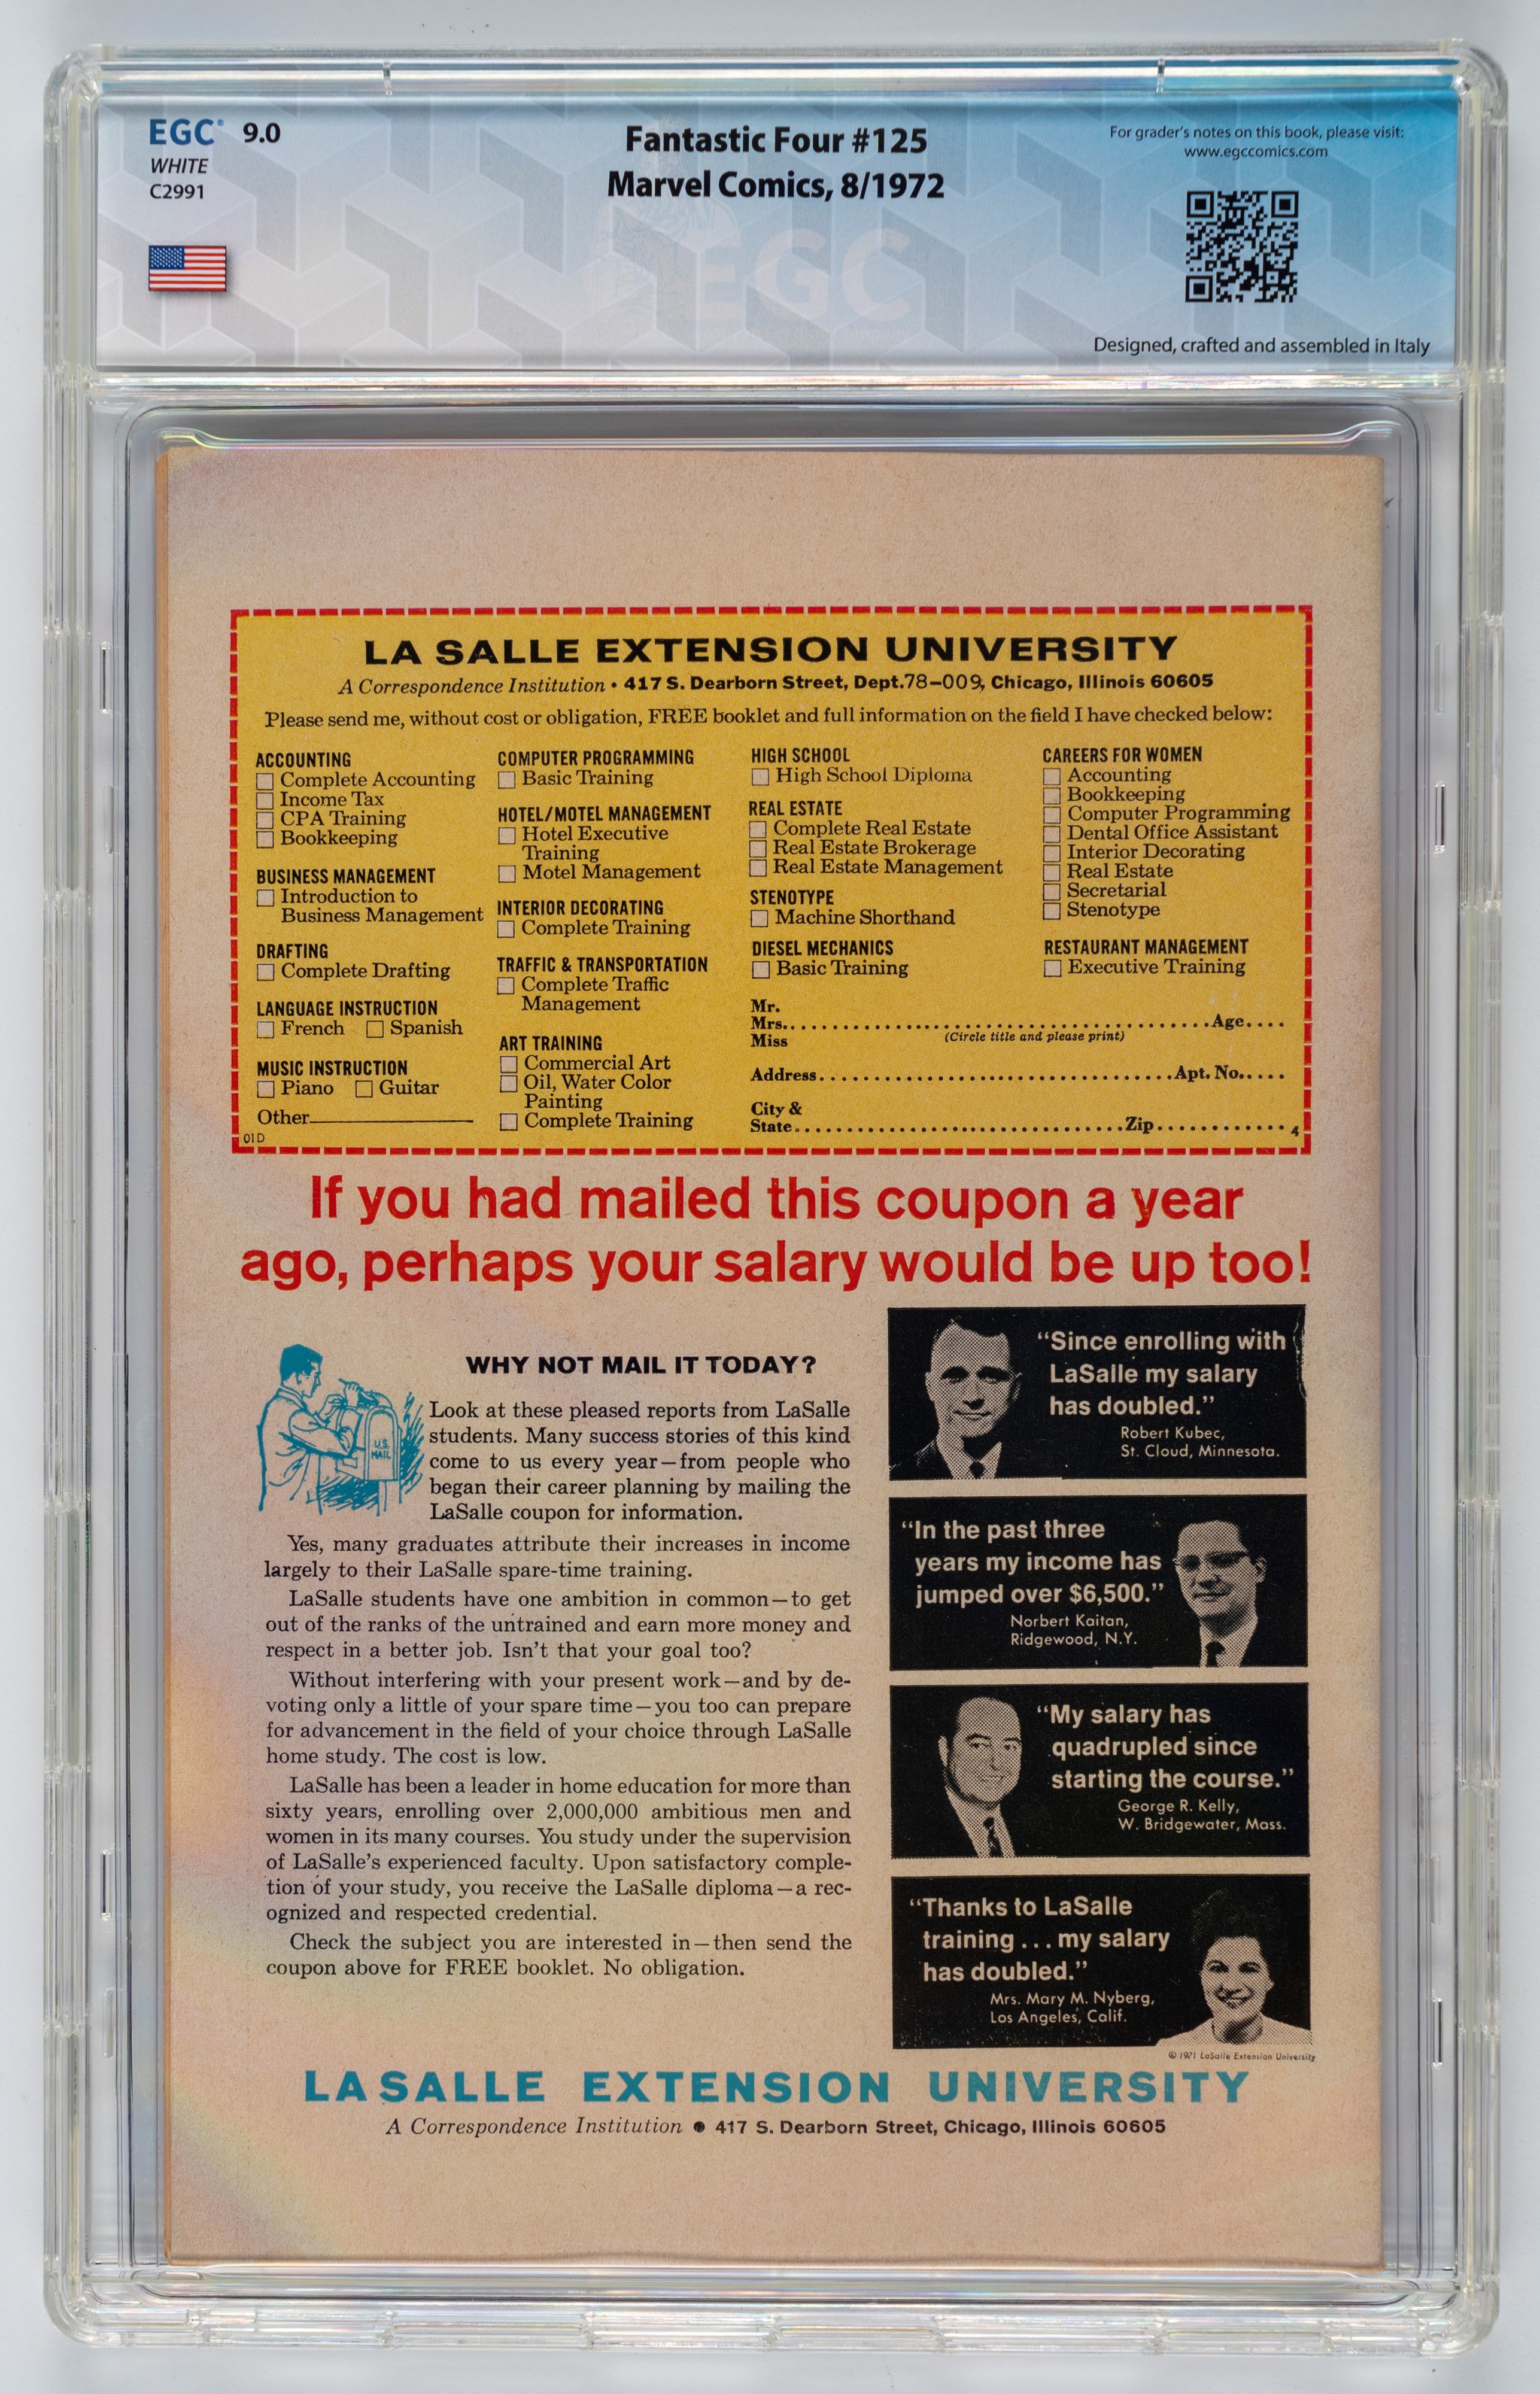 EGC® 9.0
WHITE
C2991
Fantastic Four #125
Marvel Comics, 8/1972
For grader's notes on this book, please visit:
www.egccomics.com
EGC
Designed, crafted and assembled in Italy
LA SALLE EXTENSION UNIVERSITY
A Correspondence Institution • 417 S. Dearborn Street, Dept.78-009, Chicago, Illinois 60605
Please send me, without cost or obligation, FREE booklet and full information on the field I have checked below:
ACCOUNTING
Complete Accounting
Income Tax
CPA Training
Bookkeeping
BUSINESS MANAGEMENT
Introduction to
Business Management
DRAFTING
Complete Drafting
LANGUAGE INSTRUCTION
French Spanish
MUSIC INSTRUCTION
Piano Guitar
Other
01D
COMPUTER PROGRAMMING
Basic Training
HOTEL/MOTEL MANAGEMENT
Hotel Executive
Training
Motel Management
INTERIOR DECORATING
Complete Training
TRAFFIC & TRANSPORTATION
Complete Traffic
Management
ART TRAINING
Commercial Art
Oil, Water Color
Painting
Complete Training
HIGH SCHOOL
High School Diploma
REAL ESTATE
Complete Real Estate
Real Estate Brokerage
Real Estate Management
STENOTYPE
Machine Shorthand
DIESEL MECHANICS
Basic Training
CAREERS FOR WOMEN
Accounting
Bookkeeping
Computer Programming
Dental Office Assistant
Interior Decorating
Real Estate
Secretarial
Stenotype
RESTAURANT MANAGEMENT
Executive Training
Mr.
Mrs. Age
Miss (Circle title and please print)
Address Apt. No.
City &
State Zip 4
If you had mailed this coupon a year
ago, perhaps your salary would be up too!
U.S.
MAIL
WHY NOT MAIL IT TODAY?
Look at these pleased reports from LaSalle
students. Many success stories of this kind
come to us every year—from people who
began their career planning by mailing the
LaSalle coupon for information.
Yes, many graduates attribute their increases in income
largely to their LaSalle spare-time training.
LaSalle students have one ambition in common—to get
out of the ranks of the untrained and earn more money and
respect in a better job. Isn't that your goal too?
Without interfering with your present work—and by de-
voting only a little of your spare time—you too can prepare
for advancement in the field of your choice through LaSalle
home study. The cost is low.
LaSalle has been a leader in home education for more than
sixty years, enrolling over 2,000,000 ambitious men and
women in its many courses. You study under the supervision
of LaSalle's experienced faculty. Upon satisfactory comple-
tion of your study, you receive the LaSalle diploma—a rec-
ognized and respected credential.
Check the subject you are interested in—then send the
coupon above for FREE booklet. No obligation.
"Since enrolling with
LaSalle my salary
has doubled."
Robert Kubec,
St. Cloud, Minnesota.
"In the past three
years my income has
jumped over $6,500."
Norbert Kaitan,
Ridgewood, N.Y.
"My salary has
quadrupled since
starting the course."
George R. Kelly,
W. Bridgewater, Mass.
"Thanks to LaSalle
training . . . my salary
has doubled."
Mrs. Mary M. Nyberg,
Los Angeles, Calif.
© 1971 LaSalle Extension University
LASALLE EXTENSION UNIVERSITY
A Correspondence Institution • 417 S. Dearborn Street, Chicago, Illinois 60605